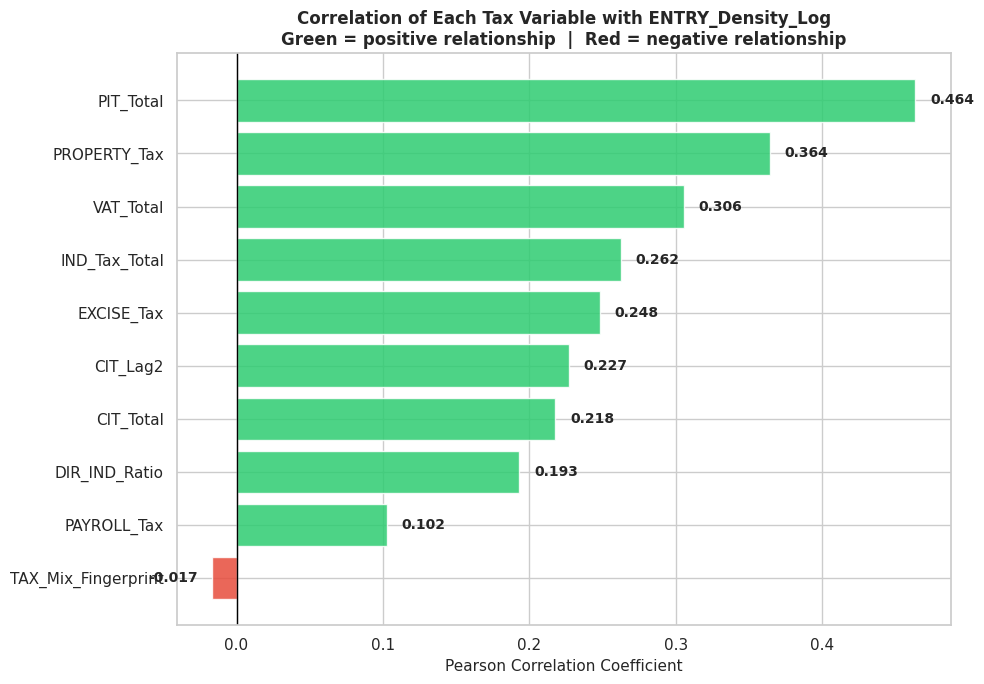 Correlation of Each Tax Variable with ENTRY_Density_Log
Green = positive relationship | Red = negative relationship
PIT_Total 0.464
PROPERTY_Tax 0.364
VAT_Total 0.306
IND_Tax_Total 0.262
EXCISE_Tax 0.248
CIT_Lag2 0.227
CIT_Total 0.218
DIR_IND_Ratio 0.193
PAYROLL_Tax 0.102
TAX_Mix_Fingerprint -0.017
0.0 0.1 0.2 0.3 0.4
Pearson Correlation Coefficient